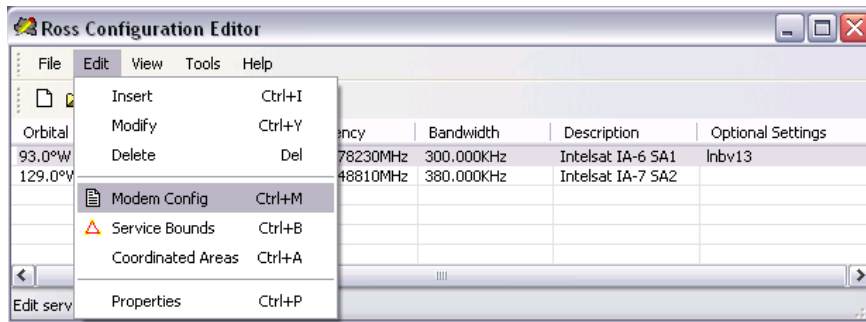 Ross Configuration Editor
File Edit View Tools Help
Insert Ctrl+I
Modify Ctrl+Y
Delete Del
Modem Config Ctrl+M
Service Bounds Ctrl+B
Coordinated Areas Ctrl+A
Properties Ctrl+P
Orbital ency Bandwidth Description Optional Settings
93.0°W 78230MHz 300.000KHz Intelsat IA-6 SA1 lnbv13
129.0°W 48810MHz 380.000KHz Intelsat IA-7 SA2
Edit serv